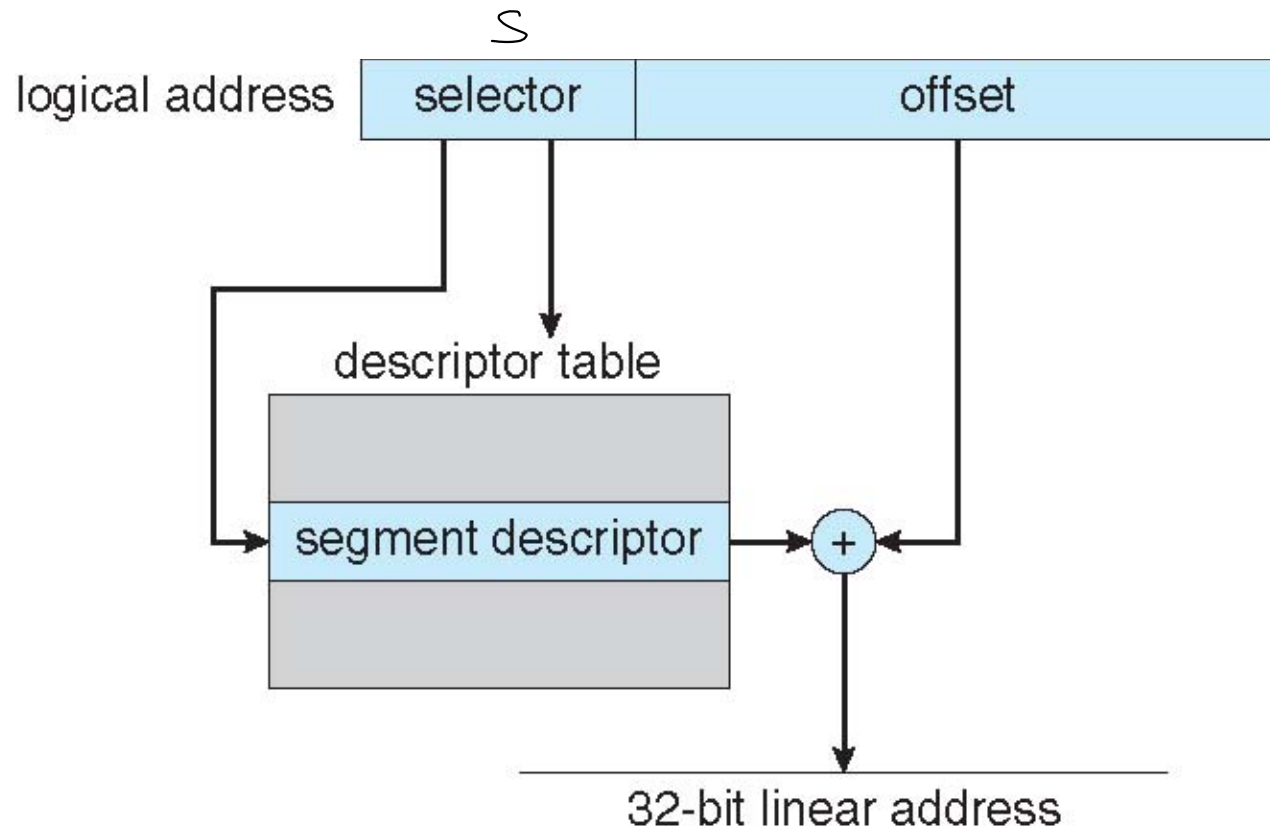 S
logical address selector offset
descriptor table
segment descriptor +
32-bit linear address